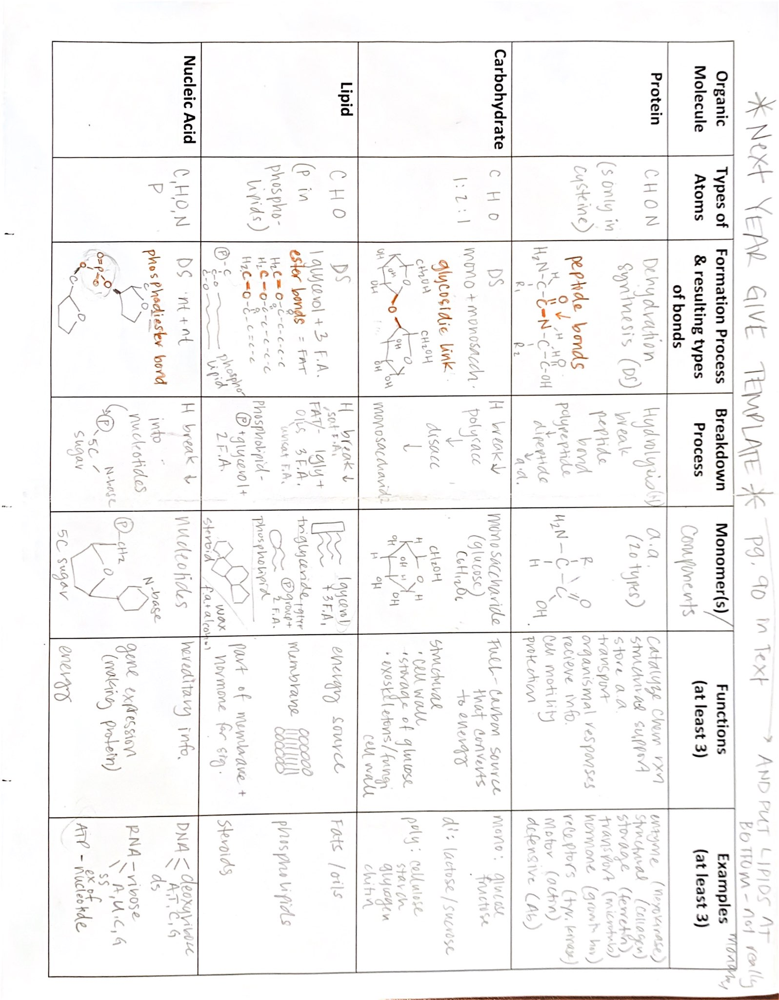 * NEXT YEAR GIVE TEMPLATE * pg. 90 in Text → AND PUT LIPIDS AT
BOTTOM - not really
monomers
Organic
Molecule
Types of
Atoms
Formation Process
& resulting types
of bonds
Breakdown
Process
Monomer(s)/
Components
Functions
(at least 3)
Examples
(at least 3)
Protein
C H O N
(S only in
cysteine)
Dehydration
Synthesis (DS)
peptide bonds
H O H H O
H₂N-C-C-N-C-C-OH
R₁ R₂
Hydrolysis (H)
break
peptide
bond
polypeptide
↓
dipeptide
↓
a.a.
a.a.
(20 types)
R O
H₂N-C-C
H OH
catalyze chem rxn
structural support
store a.a.
transport
organismal responses
recieve info.
cell motility
protection
enzyme (hexokinase)
structural (collagen)
storage (ferretin)
transport (microtub)
hormone (growth hor)
receptors (tyr. kinase)
motor (actin)
defensive (Ab)
Carbohydrate
C H O
1:2:1
DS
mono + monosacch.
glycosidic link
CH₂OH CH₂OH
O O
OH O OH OH
OH OH
H break ↓
polysacc
↓
disacc
↓
monosaccharide
monosaccharide
(glucose)
C₆H₁₂O₆
CH₂OH
H O H
OH H
OH OH
H OH
Fuel-carbon source
that converts
to energy
structural
· cell wall
· storage of glucose
· exoskeletons/fungi
cell wall
mono: glucose
fructose
di: lactose/sucrose
poly: cellulose
starch
glycogen
chitin
Lipid
C H O
(P in
phospho-
lipids)
DS
1 glycerol + 3 F.A.
ester bonds = FAT
H₂C=O-C-C-C-C
H₂C-O-C-C-C-C
H₂C-O-C-C=C-C
P-C
C-O
C-O
phospho
lipid
H break ↓
sat F.A.
FAT/- 1gly +
OILS 3 F.A.
unsat F.A.
phospholipid-
P + glycerol +
2 F.A.
1glycerol
+ 3 F.A.
triglyceride
P group +
2 F.A.
phospholipid
steroid
wax
f.a. + alcohol
energy source
membrane
part of membrane +
hormone for sig.
Fats/oils
phospholipids
Steroids
Nucleic Acid
C, H, O, N
P
DS nt + nt
phosphodiester bond
C O
O
O=P-O
O
C O
H break ↓
into
nucleotides
P 5C N-base
sugar
nucleotides
N-base
P-CH2
O
5C sugar
hereditary info.
gene expression
(making protein)
energy
DNA - deoxyribose
A, T, C, G
ds
RNA - ribose
A, U, C, G
ss
ATP - ex of
nucleotide